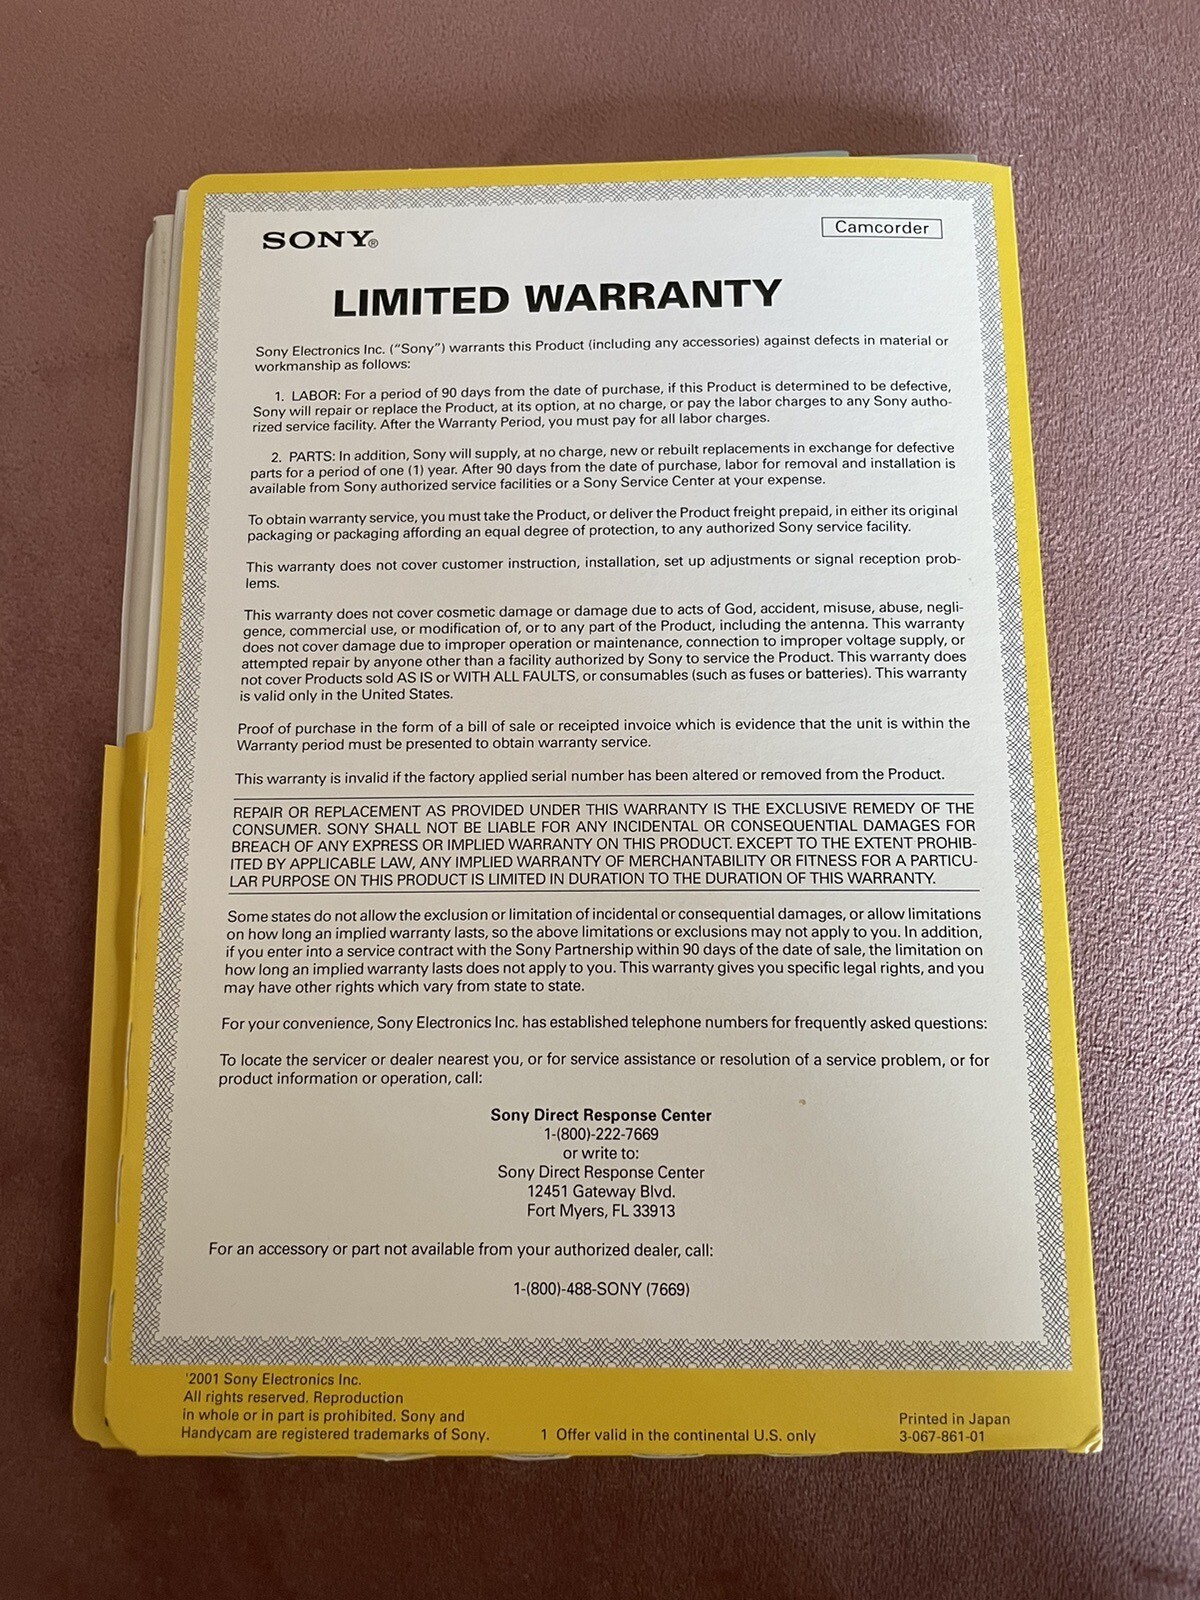 SONY®
Camcorder
LIMITED WARRANTY
Sony Electronics Inc. (“Sony”) warrants this Product (including any accessories) against defects in material or
workmanship as follows:
1. LABOR: For a period of 90 days from the date of purchase, if this Product is determined to be defective,
Sony will repair or replace the Product, at its option, at no charge, or pay the labor charges to any Sony autho-
rized service facility. After the Warranty Period, you must pay for all labor charges.
2. PARTS: In addition, Sony will supply, at no charge, new or rebuilt replacements in exchange for defective
parts for a period of one (1) year. After 90 days from the date of purchase, labor for removal and installation is
available from Sony authorized service facilities or a Sony Service Center at your expense.
To obtain warranty service, you must take the Product, or deliver the Product freight prepaid, in either its original
packaging or packaging affording an equal degree of protection, to any authorized Sony service facility.
This warranty does not cover customer instruction, installation, set up adjustments or signal reception prob-
lems.
This warranty does not cover cosmetic damage or damage due to acts of God, accident, misuse, abuse, negli-
gence, commercial use, or modification of, or to any part of the Product, including the antenna. This warranty
does not cover damage due to improper operation or maintenance, connection to improper voltage supply, or
attempted repair by anyone other than a facility authorized by Sony to service the Product. This warranty does
not cover Products sold AS IS or WITH ALL FAULTS, or consumables (such as fuses or batteries). This warranty
is valid only in the United States.
Proof of purchase in the form of a bill of sale or receipted invoice which is evidence that the unit is within the
Warranty period must be presented to obtain warranty service.
This warranty is invalid if the factory applied serial number has been altered or removed from the Product.
REPAIR OR REPLACEMENT AS PROVIDED UNDER THIS WARRANTY IS THE EXCLUSIVE REMEDY OF THE
CONSUMER. SONY SHALL NOT BE LIABLE FOR ANY INCIDENTAL OR CONSEQUENTIAL DAMAGES FOR
BREACH OF ANY EXPRESS OR IMPLIED WARRANTY ON THIS PRODUCT. EXCEPT TO THE EXTENT PROHIB-
ITED BY APPLICABLE LAW, ANY IMPLIED WARRANTY OF MERCHANTABILITY OR FITNESS FOR A PARTICU-
LAR PURPOSE ON THIS PRODUCT IS LIMITED IN DURATION TO THE DURATION OF THIS WARRANTY.
Some states do not allow the exclusion or limitation of incidental or consequential damages, or allow limitations
on how long an implied warranty lasts, so the above limitations or exclusions may not apply to you. In addition,
if you enter into a service contract with the Sony Partnership within 90 days of the date of sale, the limitation on
how long an implied warranty lasts does not apply to you. This warranty gives you specific legal rights, and you
may have other rights which vary from state to state.
For your convenience, Sony Electronics Inc. has established telephone numbers for frequently asked questions:
To locate the servicer or dealer nearest you, or for service assistance or resolution of a service problem, or for
product information or operation, call:
Sony Direct Response Center
1-(800)-222-7669
or write to:
Sony Direct Response Center
12451 Gateway Blvd.
Fort Myers, FL 33913
For an accessory or part not available from your authorized dealer, call:
1-(800)-488-SONY (7669)
'2001 Sony Electronics Inc.
All rights reserved. Reproduction
in whole or in part is prohibited. Sony and
Handycam are registered trademarks of Sony.
1 Offer valid in the continental U.S. only
Printed in Japan
3-067-861-01